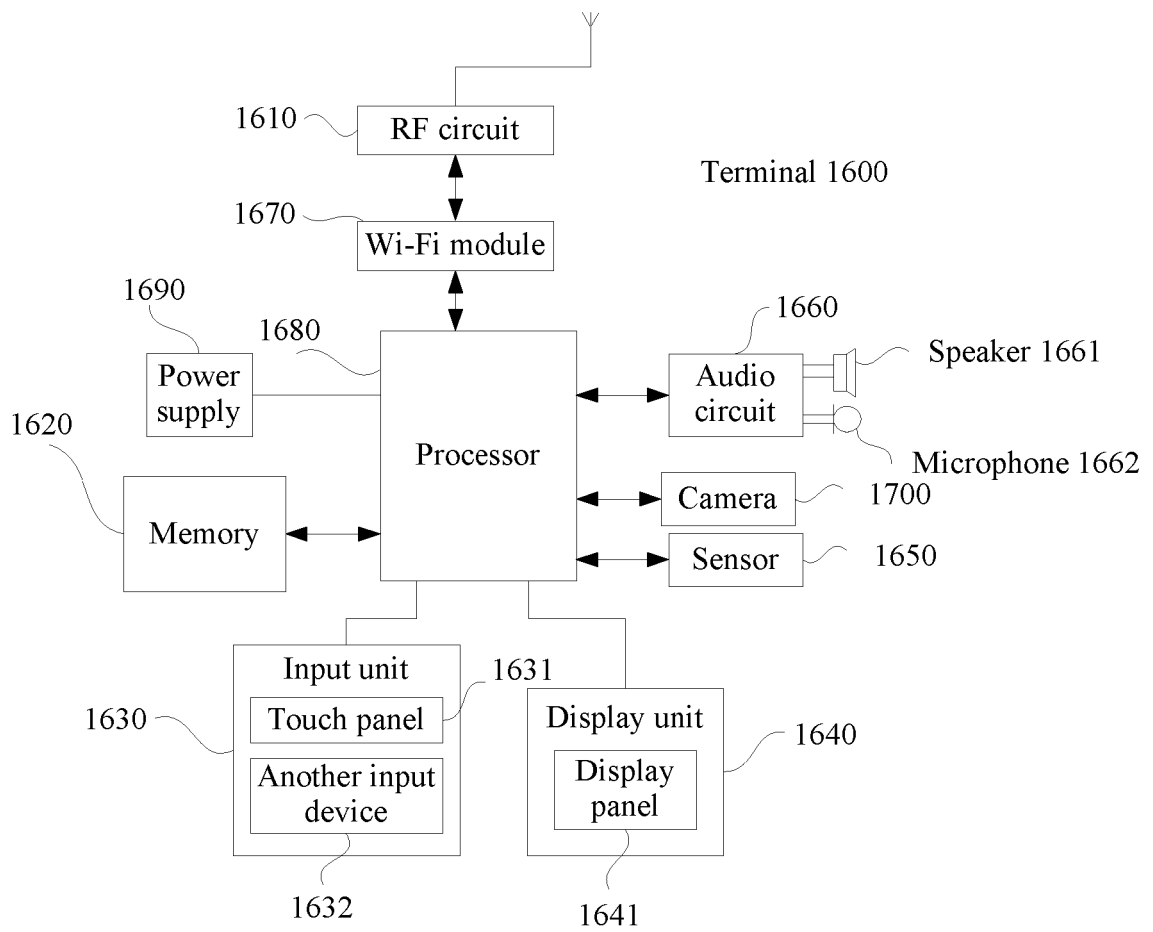 1610
RF circuit
Terminal 1600
1670
Wi-Fi module
1690
1680
1660
Power
supply
Audio
circuit
Speaker 1661
1620
Processor
Microphone 1662
Memory
Camera
1700
Sensor
1650
Input unit
1631
Touch panel
1630
Another input
device
1632
Display unit
1640
Display
panel
1641